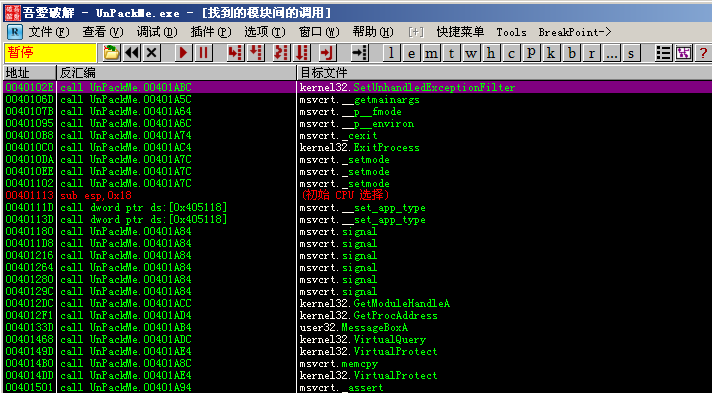 吾愛破解 - UnPackMe.exe - [找到的模块间的调用]
文件(F) 查看(V) 调试(D) 插件(P) 选项(T) 窗口(W) 帮助(H) [+] 快捷菜单 Tools BreakPoint->
暂停 l e m t w h c p k b r ... s ?
地址 反汇编 目标文件
0040102E call UnPackMe.00401ABC kernel32.SetUnhandledExceptionFilter
0040106D call UnPackMe.00401A5C msvcrt.__getmainargs
0040107B call UnPackMe.00401A64 msvcrt.__p__fmode
00401095 call UnPackMe.00401A6C msvcrt.__p__environ
004010B8 call UnPackMe.00401A74 msvcrt._cexit
004010C0 call UnPackMe.00401AC4 kernel32.ExitProcess
004010DA call UnPackMe.00401A7C msvcrt._setmode
004010EE call UnPackMe.00401A7C msvcrt._setmode
00401102 call UnPackMe.00401A7C msvcrt._setmode
00401113 sub esp,0x18 (初始 CPU 选择)
0040111D call dword ptr ds:[0x405118] msvcrt.__set_app_type
0040113D call dword ptr ds:[0x405118] msvcrt.__set_app_type
00401180 call UnPackMe.00401A84 msvcrt.signal
004011D8 call UnPackMe.00401A84 msvcrt.signal
00401216 call UnPackMe.00401A84 msvcrt.signal
00401264 call UnPackMe.00401A84 msvcrt.signal
00401280 call UnPackMe.00401A84 msvcrt.signal
0040129C call UnPackMe.00401A84 msvcrt.signal
004012DC call UnPackMe.00401ACC kernel32.GetModuleHandleA
004012F1 call UnPackMe.00401AD4 kernel32.GetProcAddress
0040133D call UnPackMe.00401AB4 user32.MessageBoxA
00401468 call UnPackMe.00401ADC kernel32.VirtualQuery
0040149D call UnPackMe.00401AE4 kernel32.VirtualProtect
004014B0 call UnPackMe.00401A8C msvcrt.memcpy
004014DD call UnPackMe.00401AE4 kernel32.VirtualProtect
00401501 call UnPackMe.00401A94 msvcrt._assert